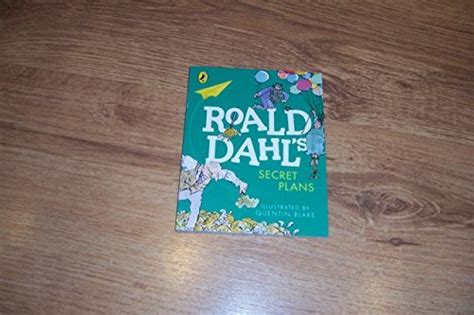 ROALD
DAHL'S
SECRET
PLANS
ILLUSTRATED BY
QUENTIN BLAKE